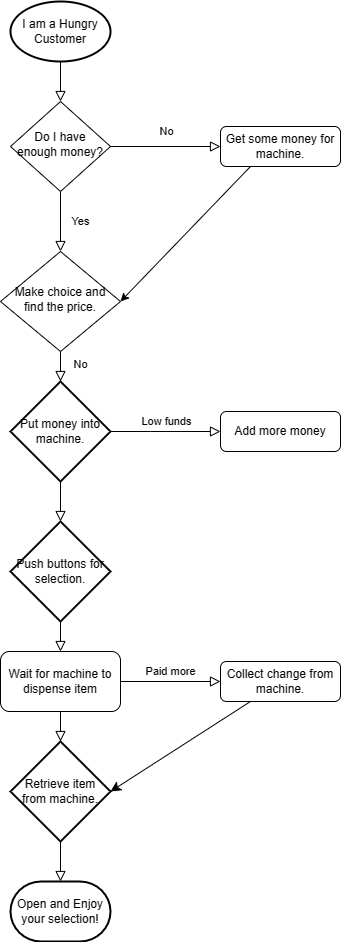 I am a Hungry
Customer
Do I have
enough money?
No
Get some money for
machine.
Yes
Make choice and
find the price.
No
Put money into
machine.
Low funds
Add more money
Push buttons for
selection.
Wait for machine to
dispense item
Paid more
Collect change from
machine.
Retrieve item
from machine.
Open and Enjoy
your selection!